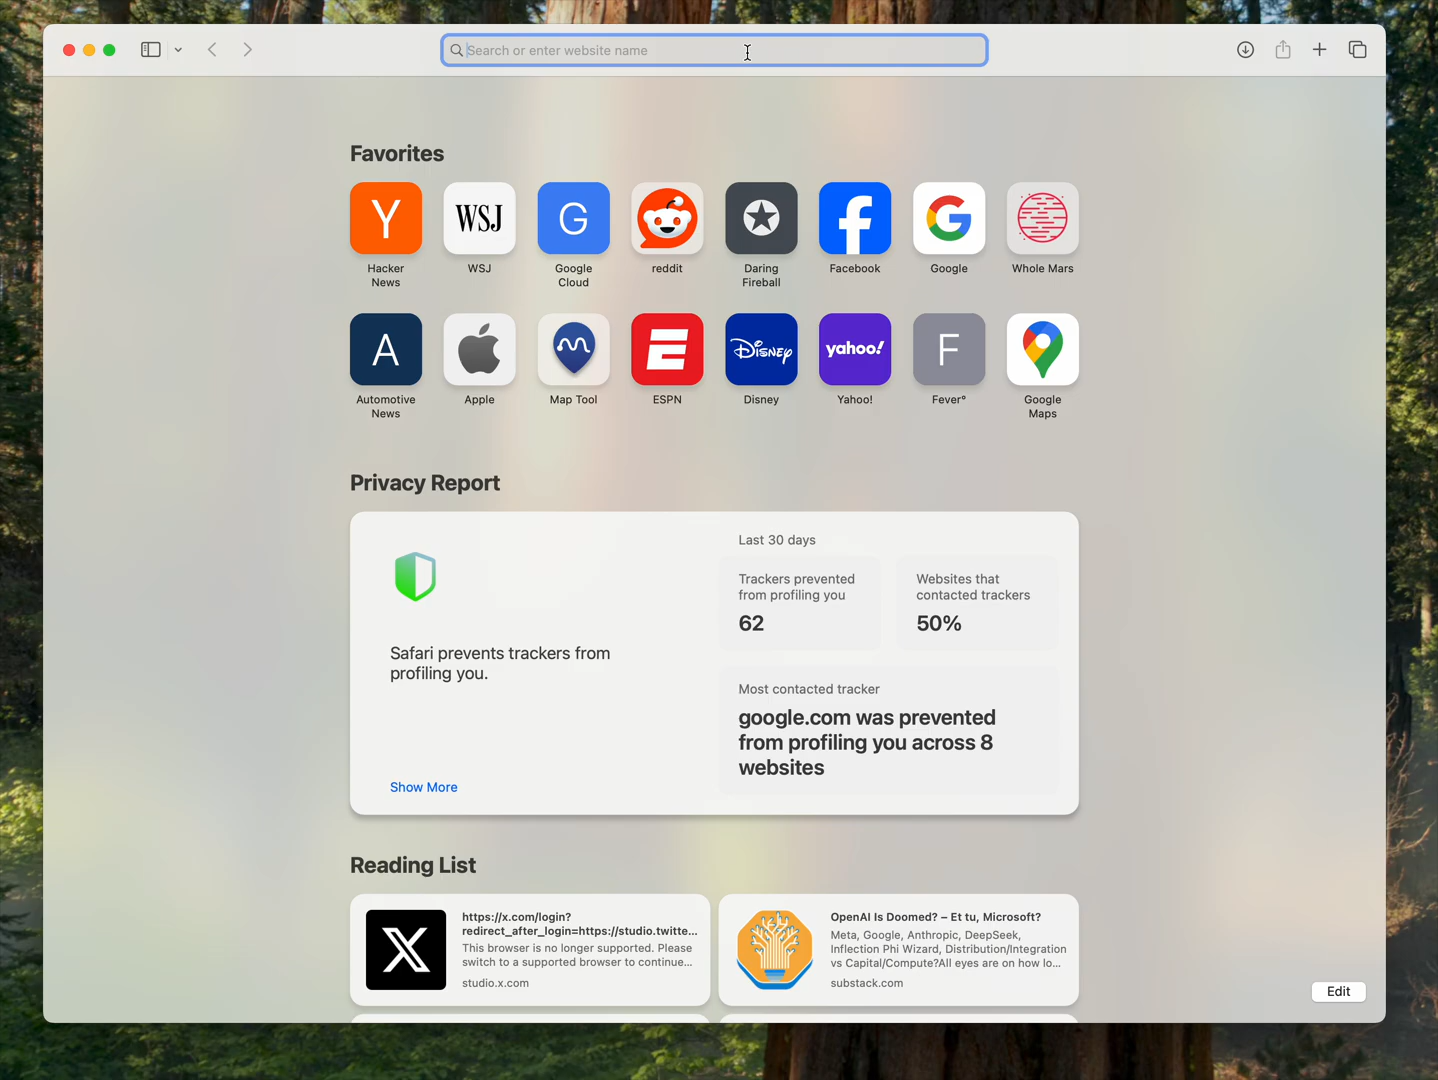 Search or enter website name
Favorites
Y
WSJ
G
f
G
Hacker
News
WSJ
Google
Cloud
reddit
Daring
Fireball
Facebook
Google
Whole Mars
A
E
Disney
yahoo!
F
Automotive
News
Apple
Map Tool
ESPN
Disney
Yahoo!
Fever°
Google
Maps
Privacy Report
Safari prevents trackers from
profiling you.
Show More
Last 30 days
Trackers prevented
from profiling you
62
Websites that
contacted trackers
50%
Most contacted tracker
google.com was prevented
from profiling you across 8
websites
Reading List
X
https://x.com/login?
redirect_after_login=https://studio.twitte...
This browser is no longer supported. Please
switch to a supported browser to continue...
studio.x.com
OpenAI Is Doomed? – Et tu, Microsoft?
Meta, Google, Anthropic, DeepSeek,
Inflection Phi Wizard, Distribution/Integration
vs Capital/Compute?All eyes are on how lo...
substack.com
Edit